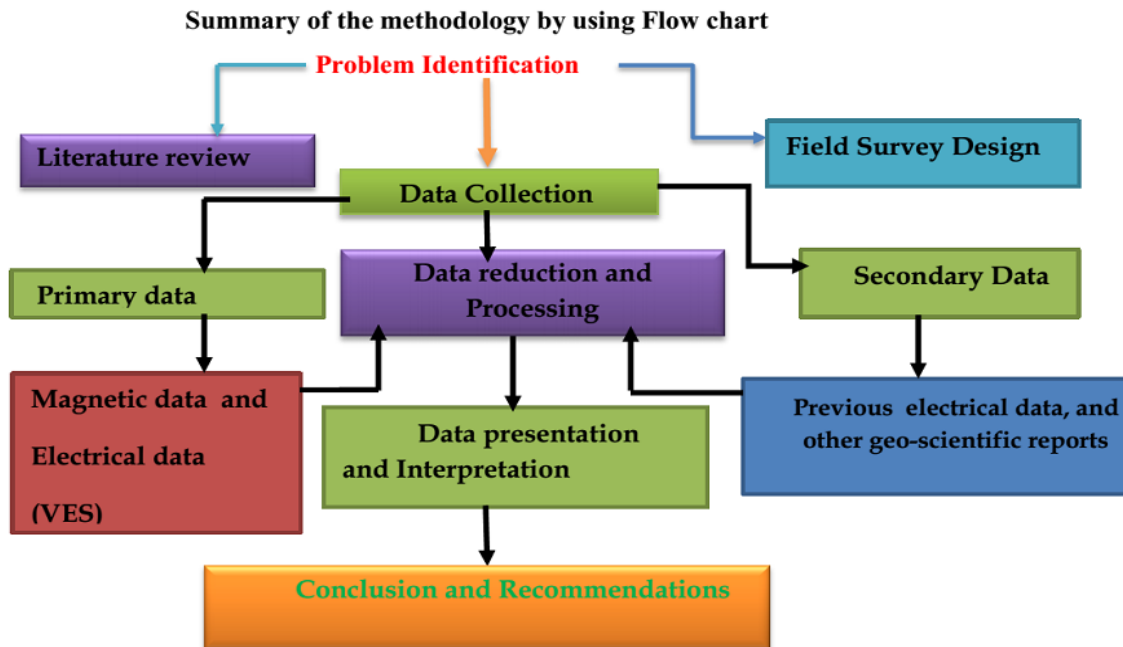 Summary of the methodology by using Flow chart
Problem Identification
Literature review
Field Survey Design
Data Collection
Primary data
Data reduction and
Processing
Secondary Data
Magnetic data and
Electrical data
(VES)
Data presentation
and Interpretation
Previous electrical data, and
other geo-scientific reports
Conclusion and Recommendations